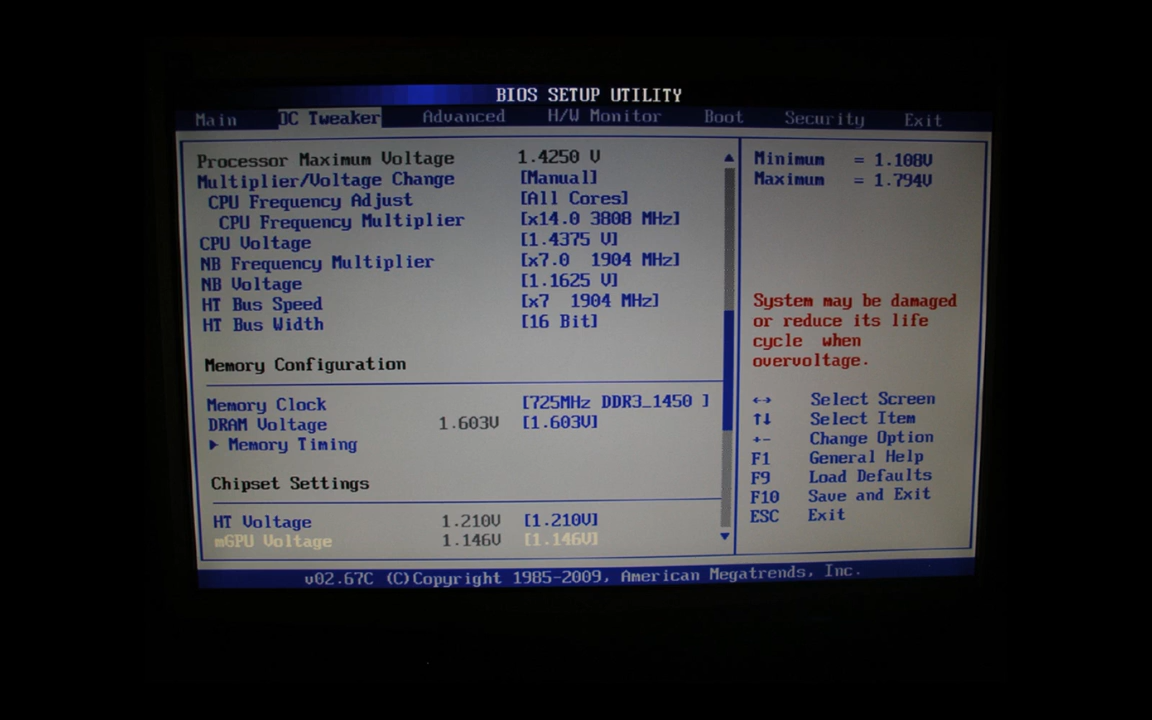 BIOS SETUP UTILITY
Main OC Tweaker Advanced H/W Monitor Boot Security Exit
Processor Maximum Voltage 1.4250 V
Multiplier/Voltage Change [Manual]
CPU Frequency Adjust [All Cores]
CPU Frequency Multiplier [x14.0 3808 MHz]
CPU Voltage [1.4375 V]
NB Frequency Multiplier [x7.0 1904 MHz]
NB Voltage [1.1625 V]
HT Bus Speed [x7 1904 MHz]
HT Bus Width [16 Bit]
Memory Configuration
Memory Clock [725MHz DDR3_1450 ]
DRAM Voltage 1.603V [1.603V]
Memory Timing
Chipset Settings
HT Voltage 1.210V [1.210V]
mGPU Voltage 1.146V [1.146V]
Minimum = 1.108V
Maximum = 1.794V
System may be damaged
or reduce its life
cycle when
overvoltage.
↔ Select Screen
↑↓ Select Item
+- Change Option
F1 General Help
F9 Load Defaults
F10 Save and Exit
ESC Exit
v02.67C (C)Copyright 1985-2009, American Megatrends, Inc.